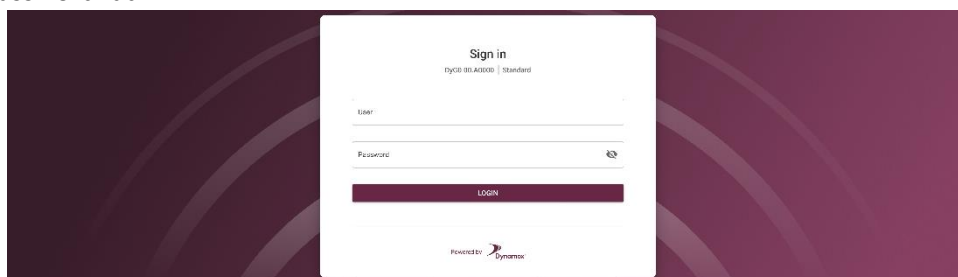 Sign in
Standard
User
Password
LOGIN
Powered by Dynamox